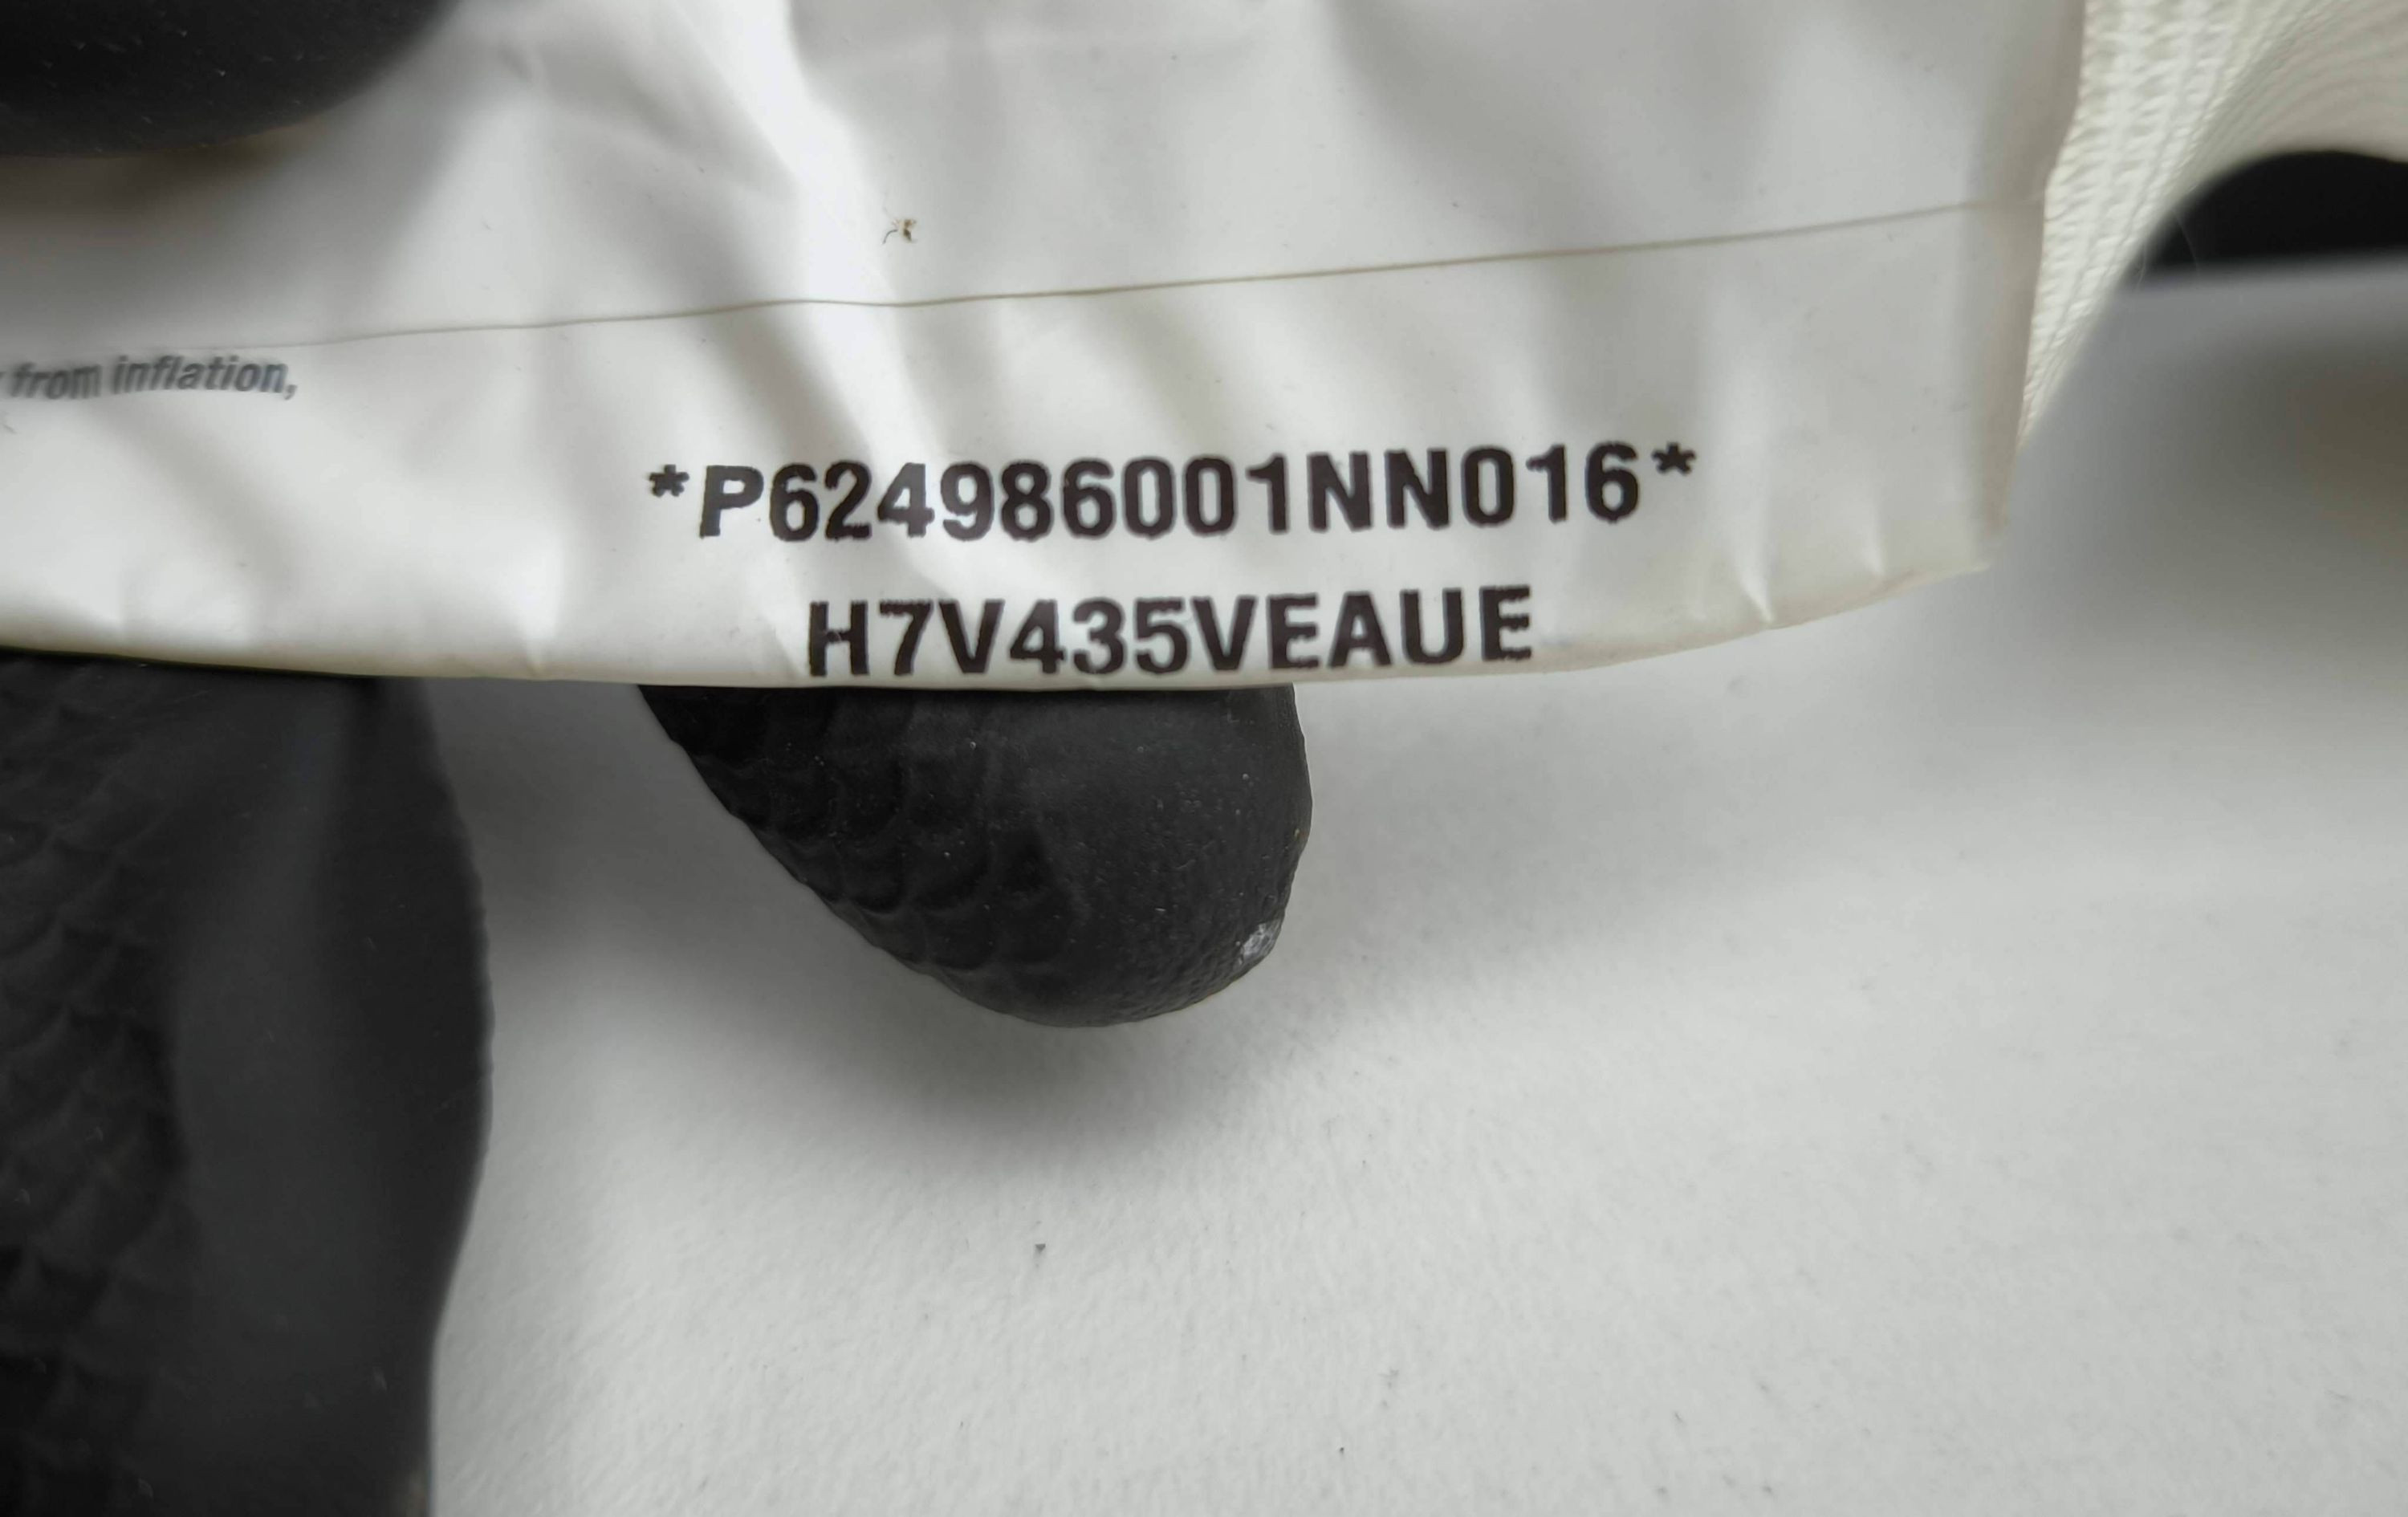 from inflation,
*P624986001NN016*
H7V435VEAUE